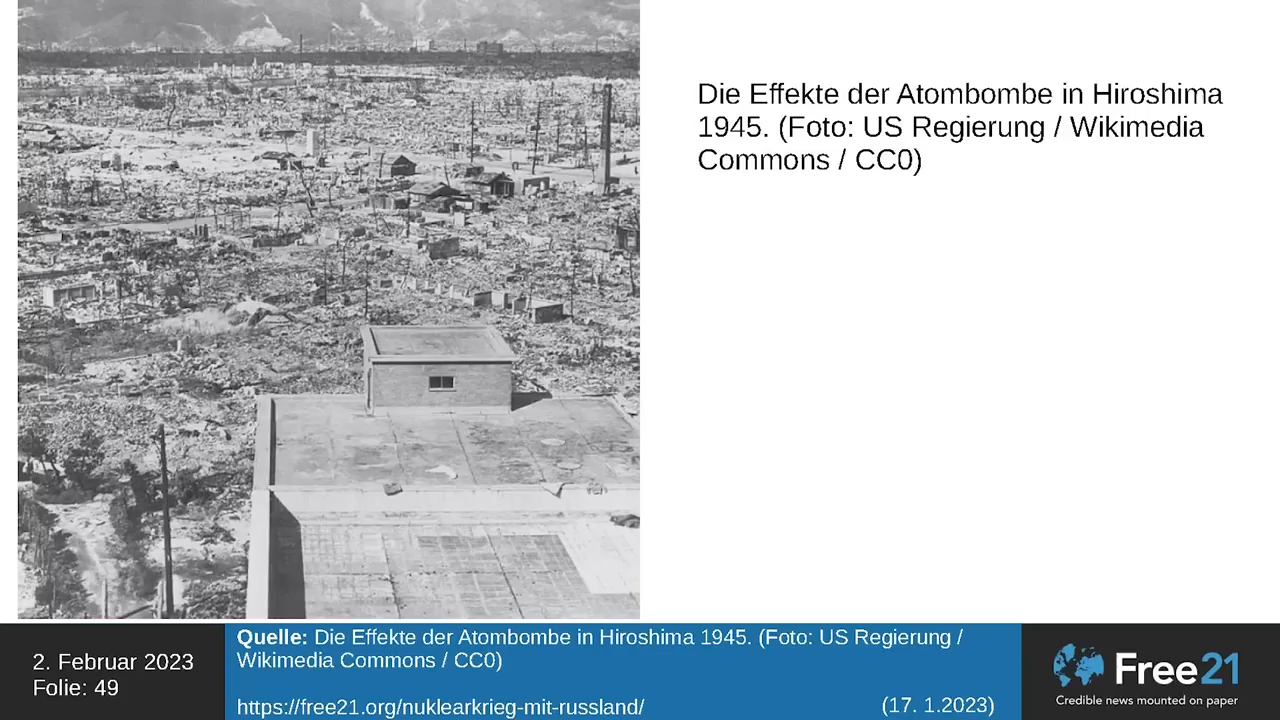 Die Effekte der Atombombe in Hiroshima
1945. (Foto: US Regierung / Wikimedia
Commons / CC0)
2. Februar 2023
Folie: 49
Quelle: Die Effekte der Atombombe in Hiroshima 1945. (Foto: US Regierung /
Wikimedia Commons / CC0)
https://free21.org/nuklearkrieg-mit-russland/
(17. 1.2023)
Free21
Credible news mounted on paper